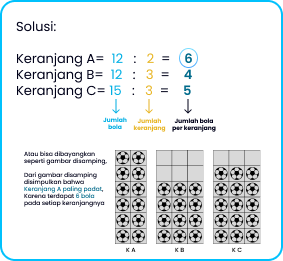 Solusi:
Keranjang A= 12 : 2 = 6
Keranjang B= 12 : 3 = 4
Keranjang C= 15 : 3 = 5
Jumlah bola
Jumlah keranjang
Jumlah bola per keranjang
Atau bisa dibayangkan
seperti gambar disamping,
Dari gambar disamping
disimpulkan bahwa
Keranjang A paling padat,
Karena terdapat 6 bola
pada setiap keranjangnya
K A
K B
K C